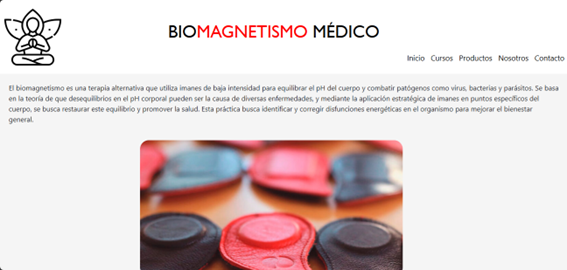 BIOMAGNETISMO MÉDICO
Inicio Cursos Productos Nosotros Contacto
El biomagnetismo es una terapia alternativa que utiliza imanes de baja intensidad para equilibrar el pH del cuerpo y combatir patógenos como virus, bacterias y parásitos. Se basa
en la teoría de que desequilibrios en el pH corporal pueden ser la causa de diversas enfermedades, y mediante la aplicación estratégica de imanes en puntos específicos del
cuerpo, se busca restaurar este equilibrio y promover la salud. Esta práctica busca identificar y corregir disfunciones energéticas en el organismo para mejorar el bienestar
general.